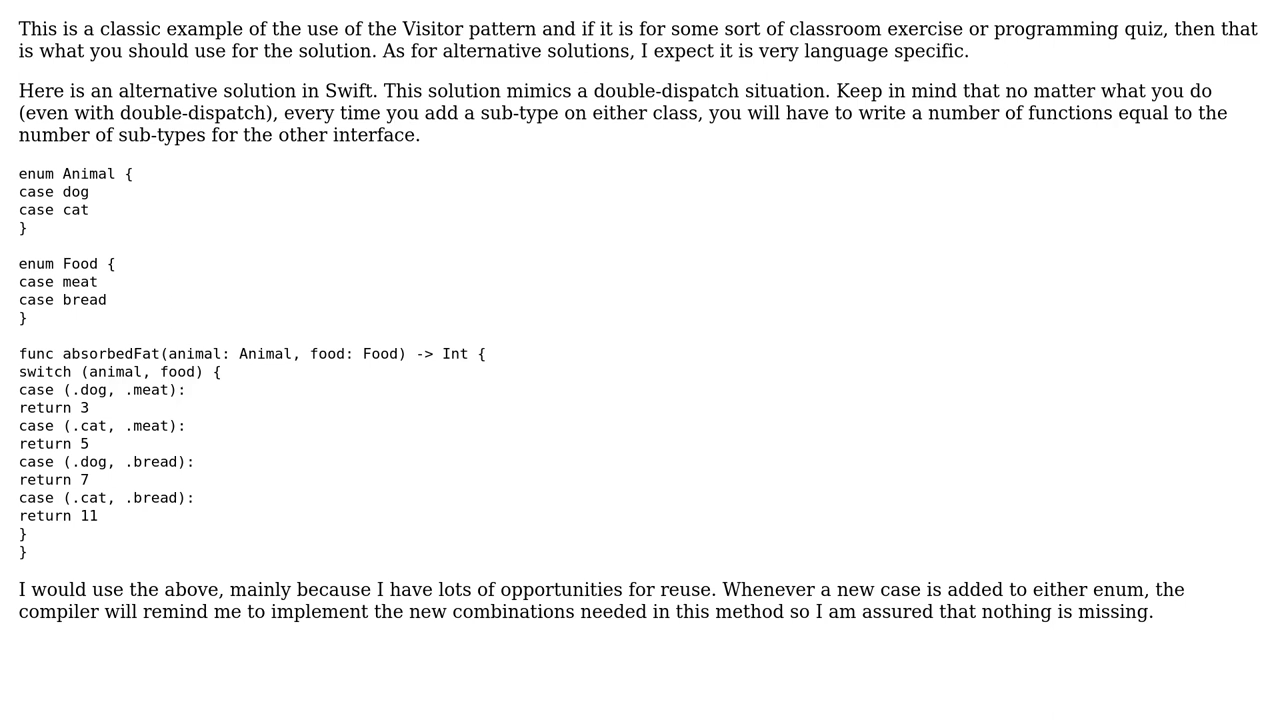 This is a classic example of the use of the Visitor pattern and if it is for some sort of classroom exercise or programming quiz, then that
is what you should use for the solution. As for alternative solutions, I expect it is very language specific.
Here is an alternative solution in Swift. This solution mimics a double-dispatch situation. Keep in mind that no matter what you do
(even with double-dispatch), every time you add a sub-type on either class, you will have to write a number of functions equal to the
number of sub-types for the other interface.
enum Animal {
case dog
case cat
}
enum Food {
case meat
case bread
}
func absorbedFat(animal: Animal, food: Food) -> Int {
switch (animal, food) {
case (.dog, .meat):
return 3
case (.cat, .meat):
return 5
case (.dog, .bread):
return 7
case (.cat, .bread):
return 11
}
}
I would use the above, mainly because I have lots of opportunities for reuse. Whenever a new case is added to either enum, the
compiler will remind me to implement the new combinations needed in this method so I am assured that nothing is missing.